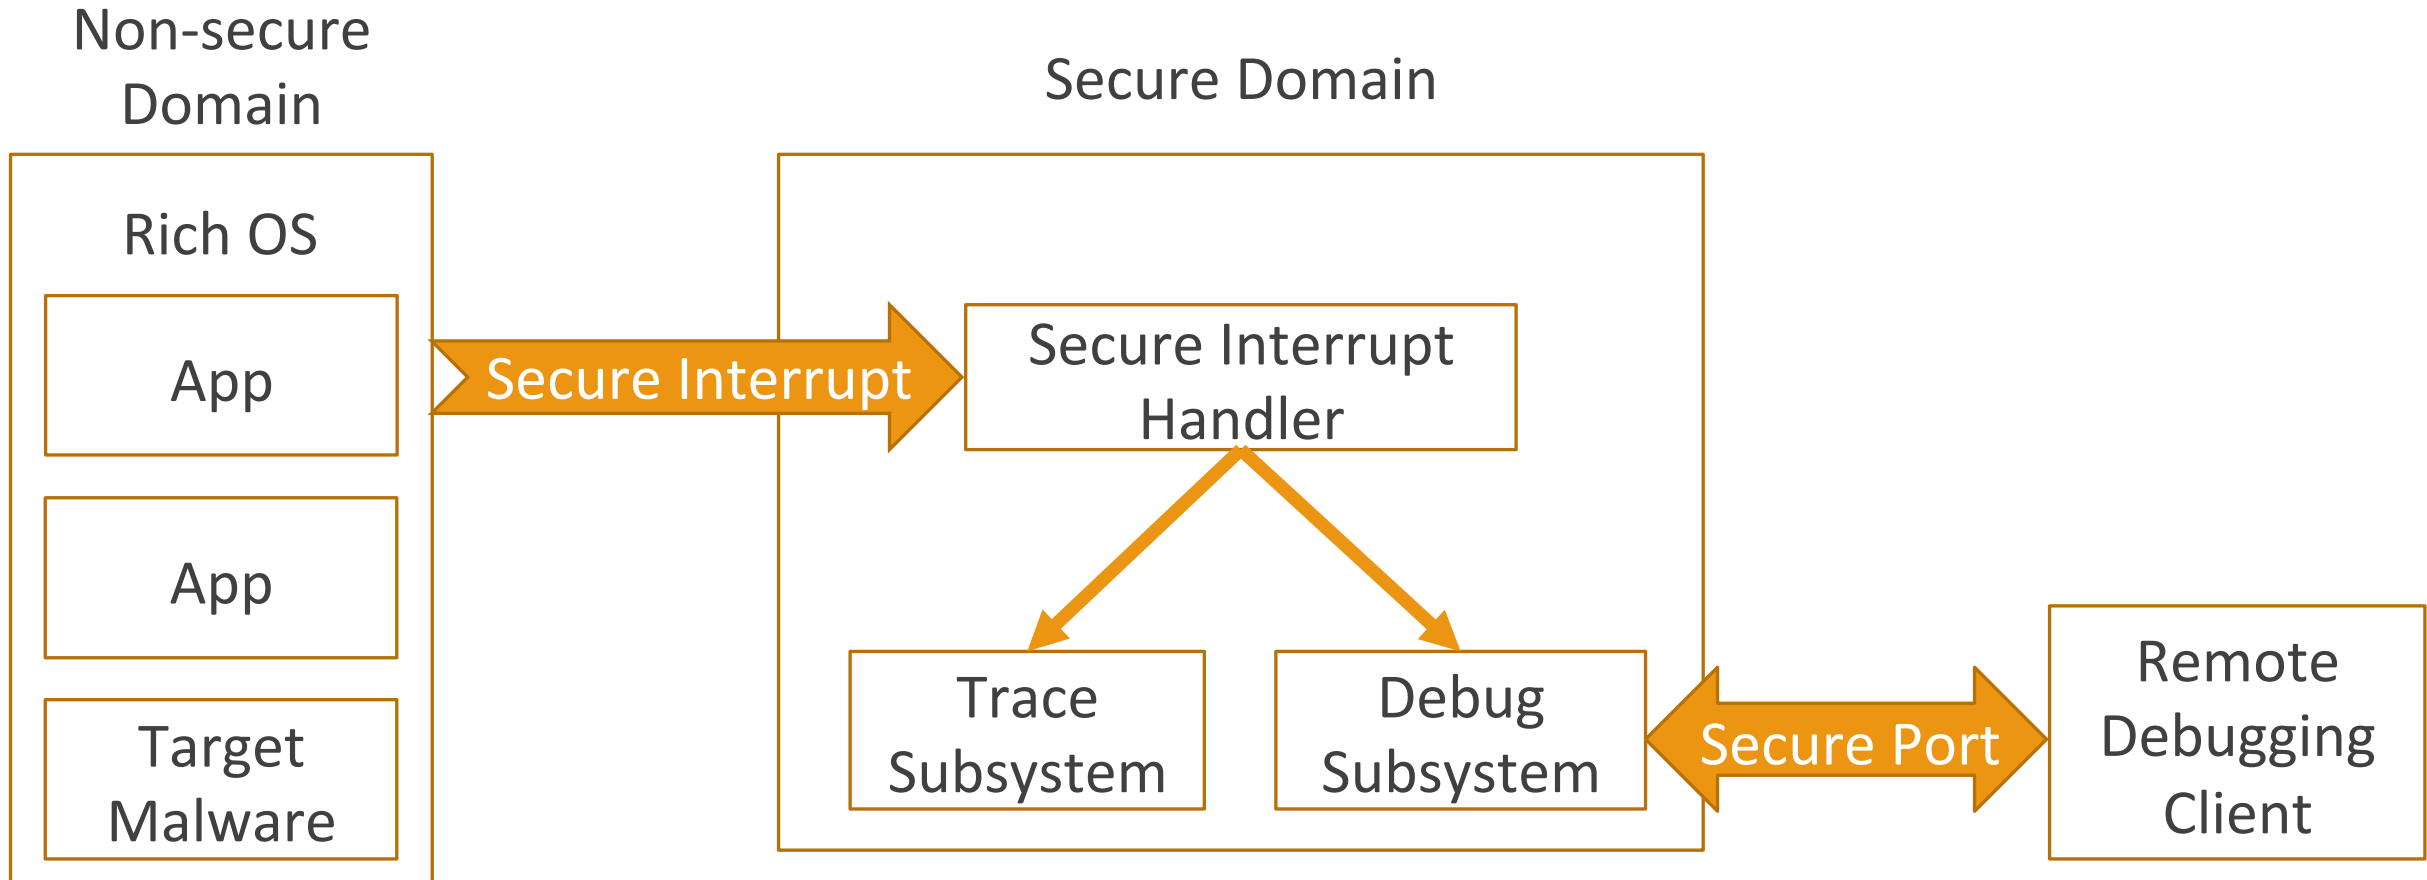 Non-secure
Domain
Secure Domain
Rich OS
App
App
Target
Malware
Secure Interrupt
Secure Interrupt
Handler
Trace
Subsystem
Debug
Subsystem
Secure Port
Remote
Debugging
Client